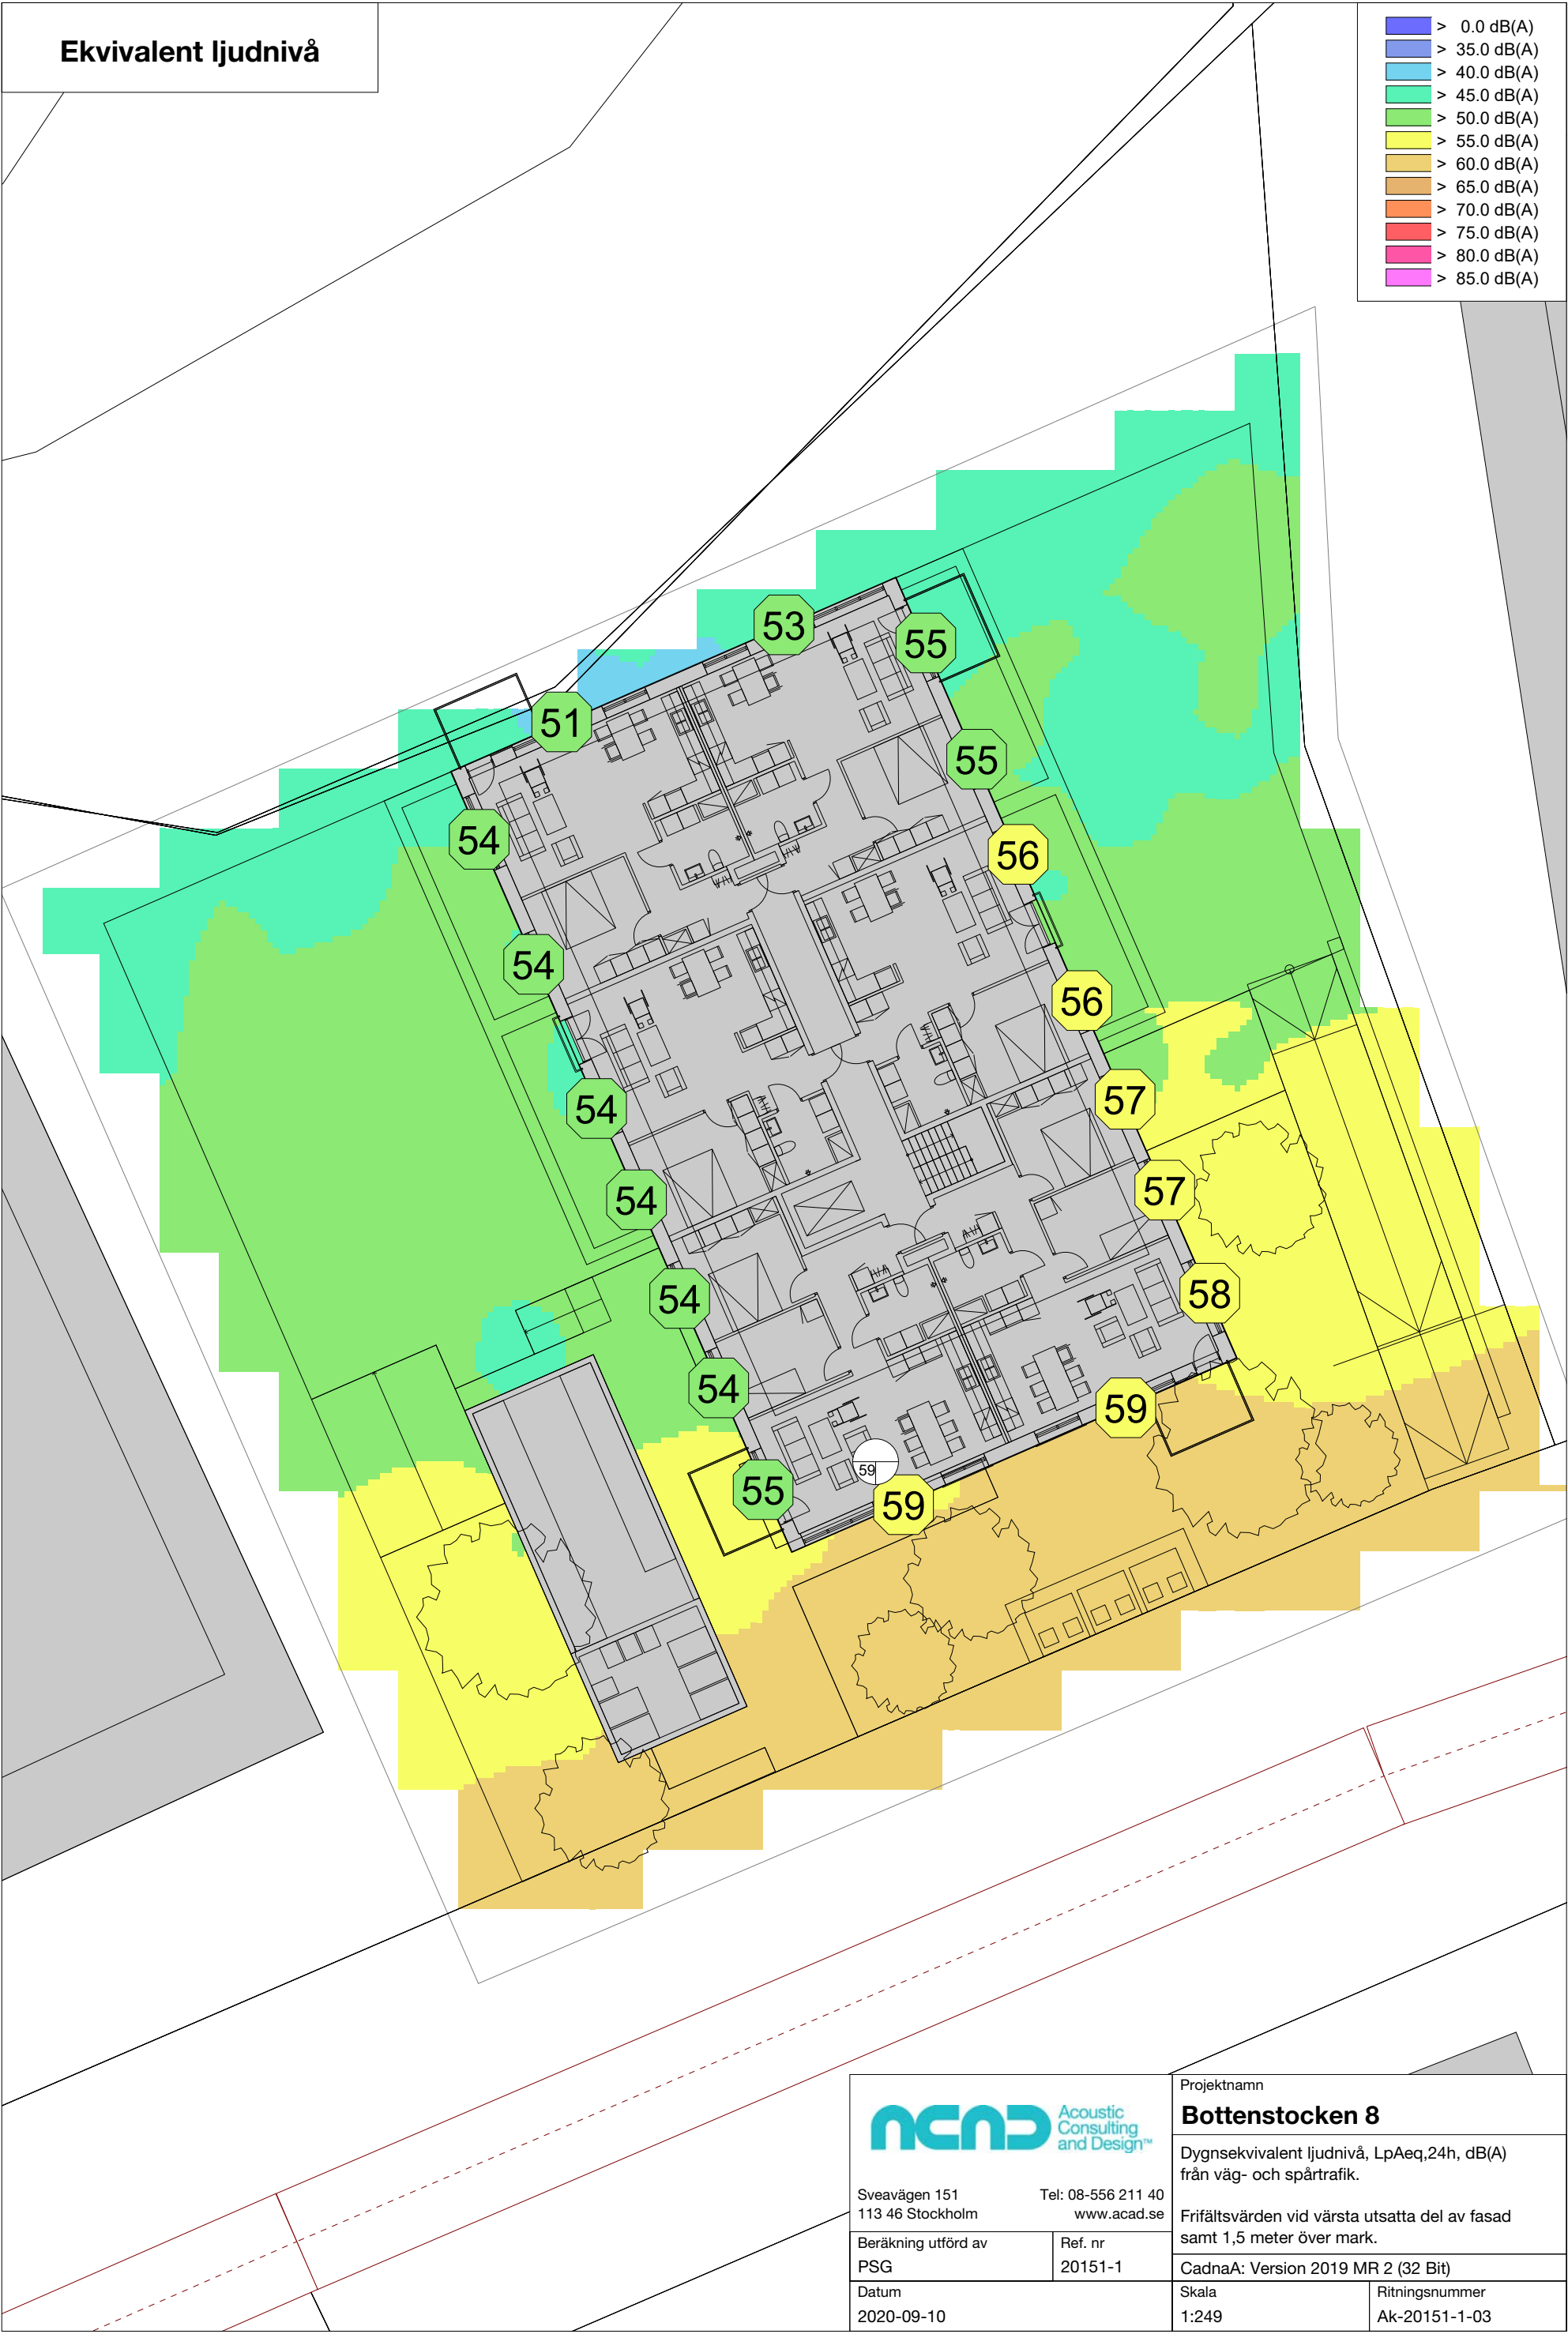 Ekvivalent ljudnivå
> 0.0 dB(A)
> 35.0 dB(A)
> 40.0 dB(A)
> 45.0 dB(A)
> 50.0 dB(A)
> 55.0 dB(A)
> 60.0 dB(A)
> 65.0 dB(A)
> 70.0 dB(A)
> 75.0 dB(A)
> 80.0 dB(A)
> 85.0 dB(A)
53
55
51
55
54
56
54
56
54
57
54
57
54
58
54
59
55
59
59
ACAD
Acoustic
Consulting
and Design™
Sveavägen 151
113 46 Stockholm
Tel: 08-556 211 40
www.acad.se
Beräkning utförd av
PSG
Ref. nr
20151-1
Datum
2020-09-10
Projektnamn
Bottenstocken 8
Dygnsekvivalent ljudnivå, LpAeq,24h, dB(A)
från väg- och spårtrafik.
Frifältsvärden vid värsta utsatta del av fasad
samt 1,5 meter över mark.
CadnaA: Version 2019 MR 2 (32 Bit)
Skala
1:249
Ritningsnummer
Ak-20151-1-03